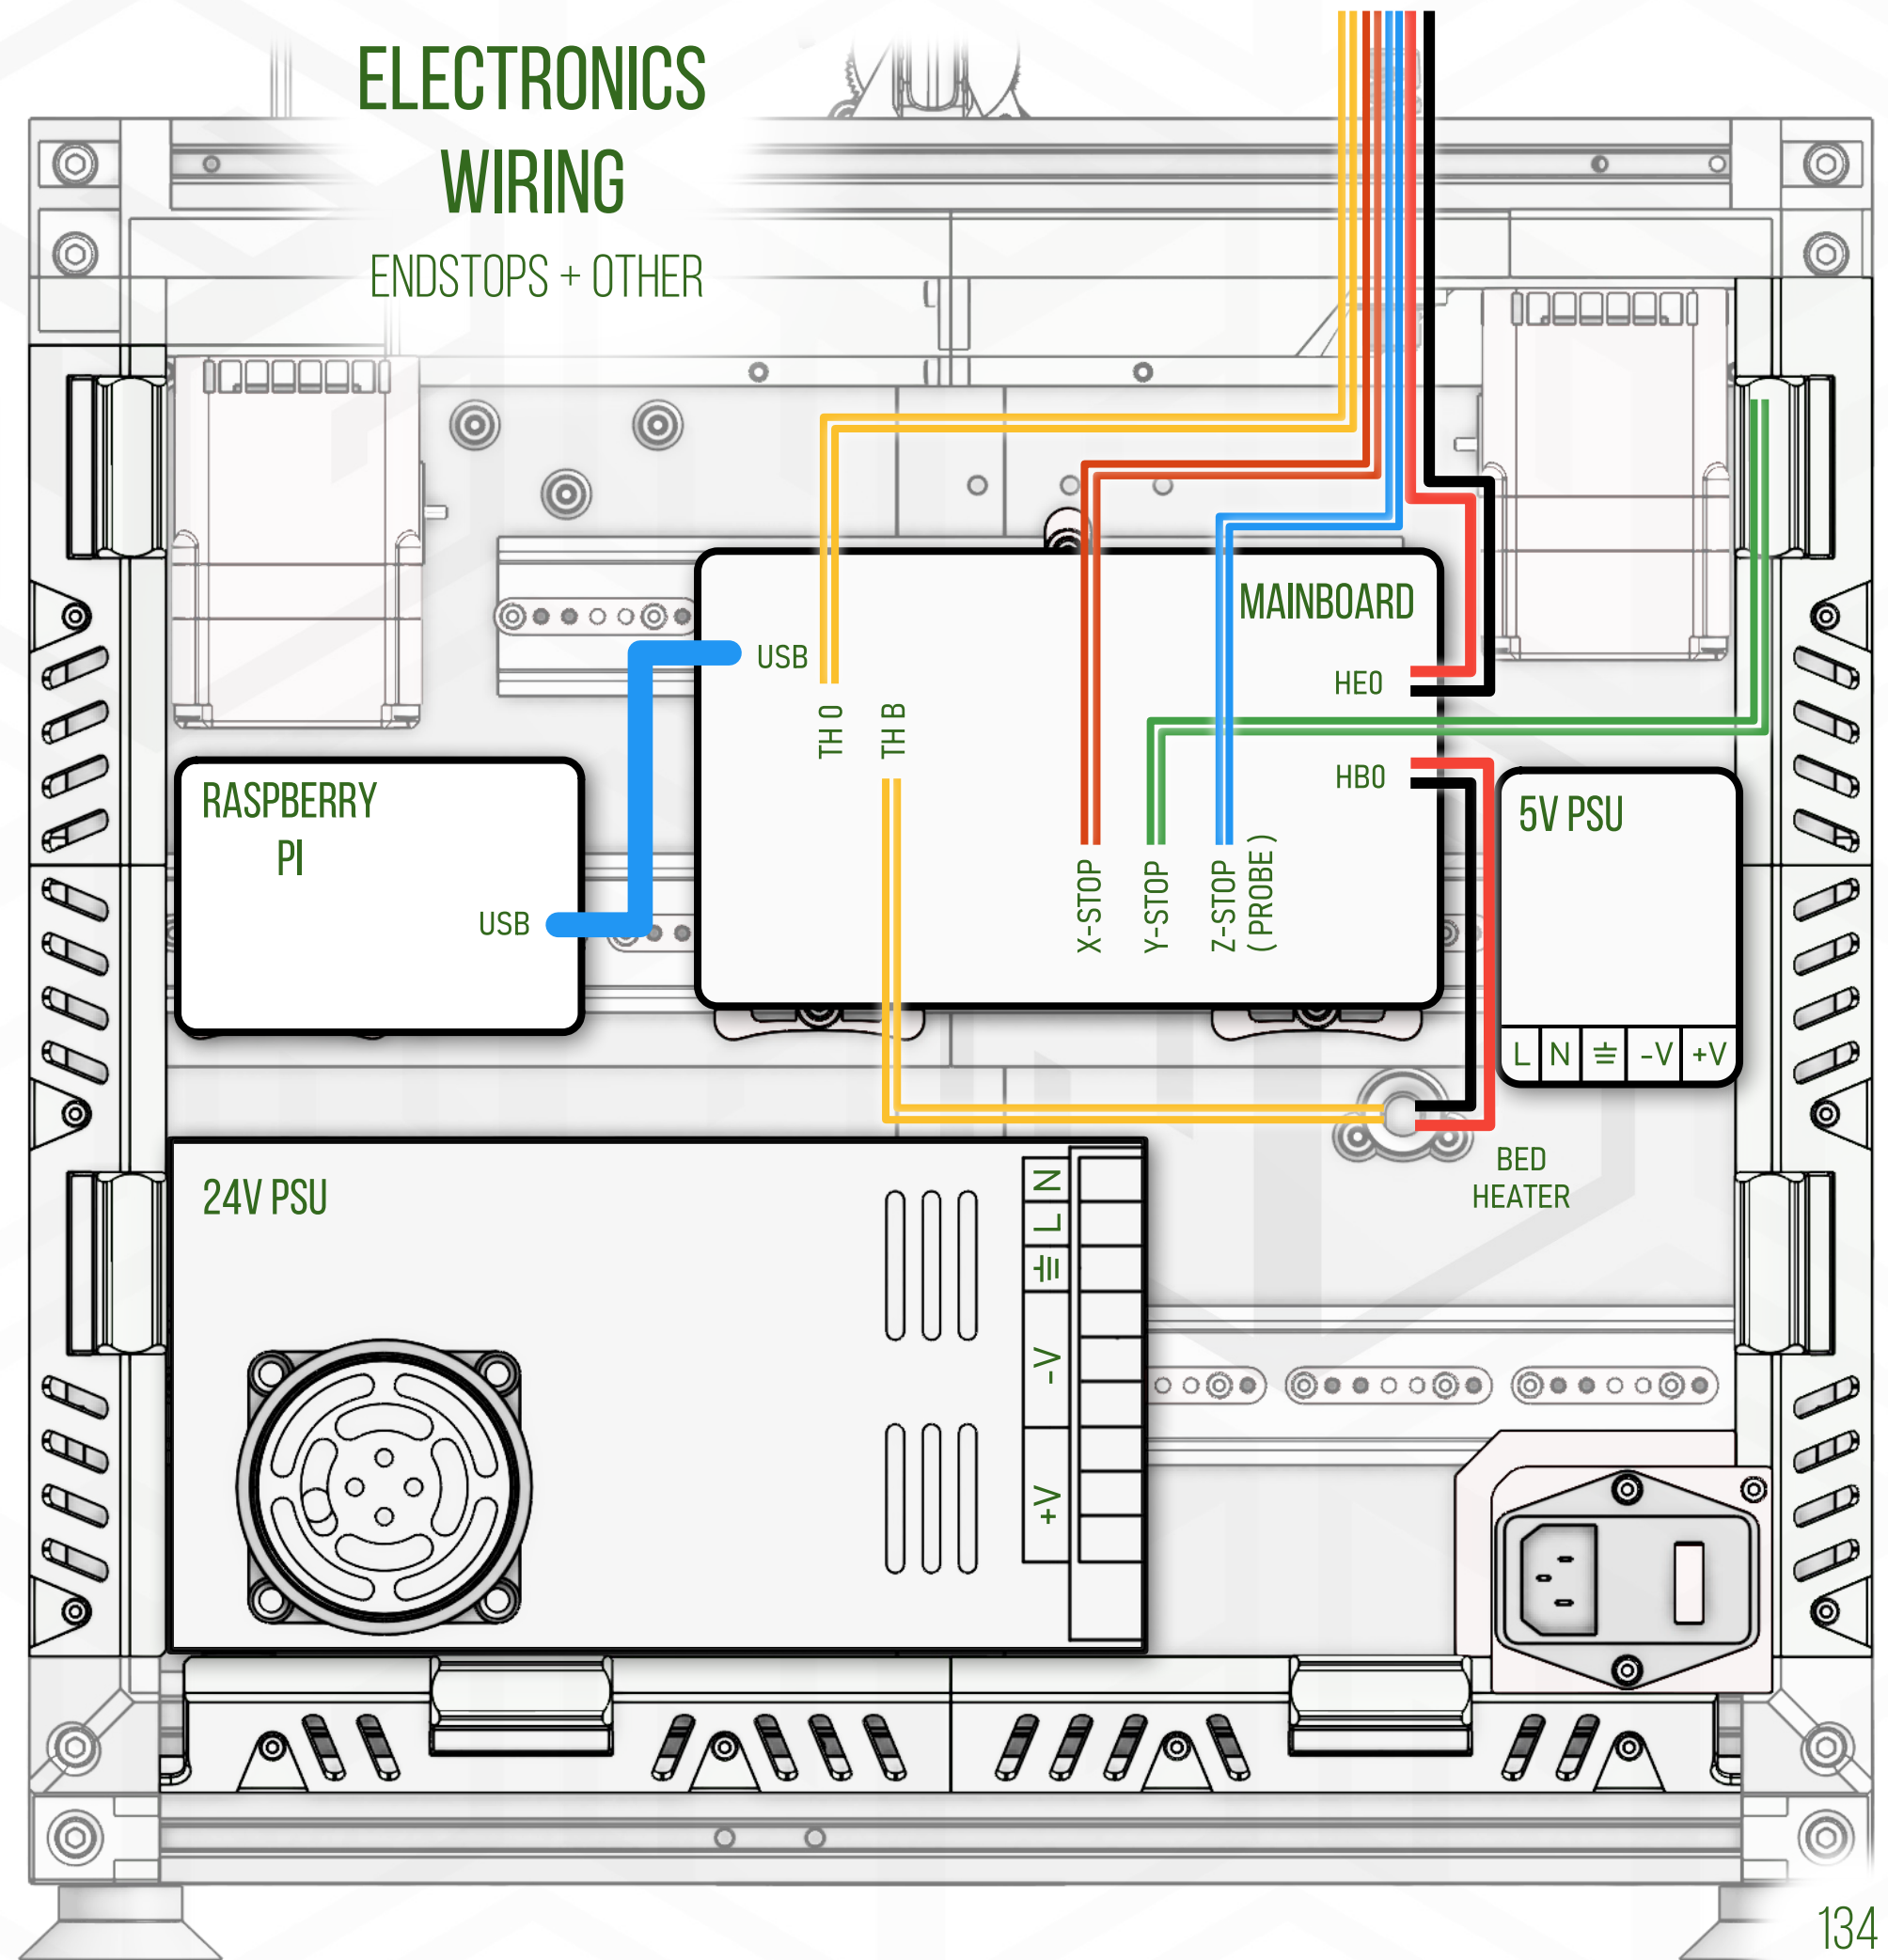 ELECTRONICS
WIRING
ENDSTOPS + OTHER
MAINBOARD
USB
HE0
TH 0
TH B
HB0
RASPBERRY
PI
USB
5V PSU
X-STOP
Y-STOP
Z-STOP
( PROBE )
L N ⏚ -V +V
BED
HEATER
24V PSU
N
L
⏚
-V
+V
134